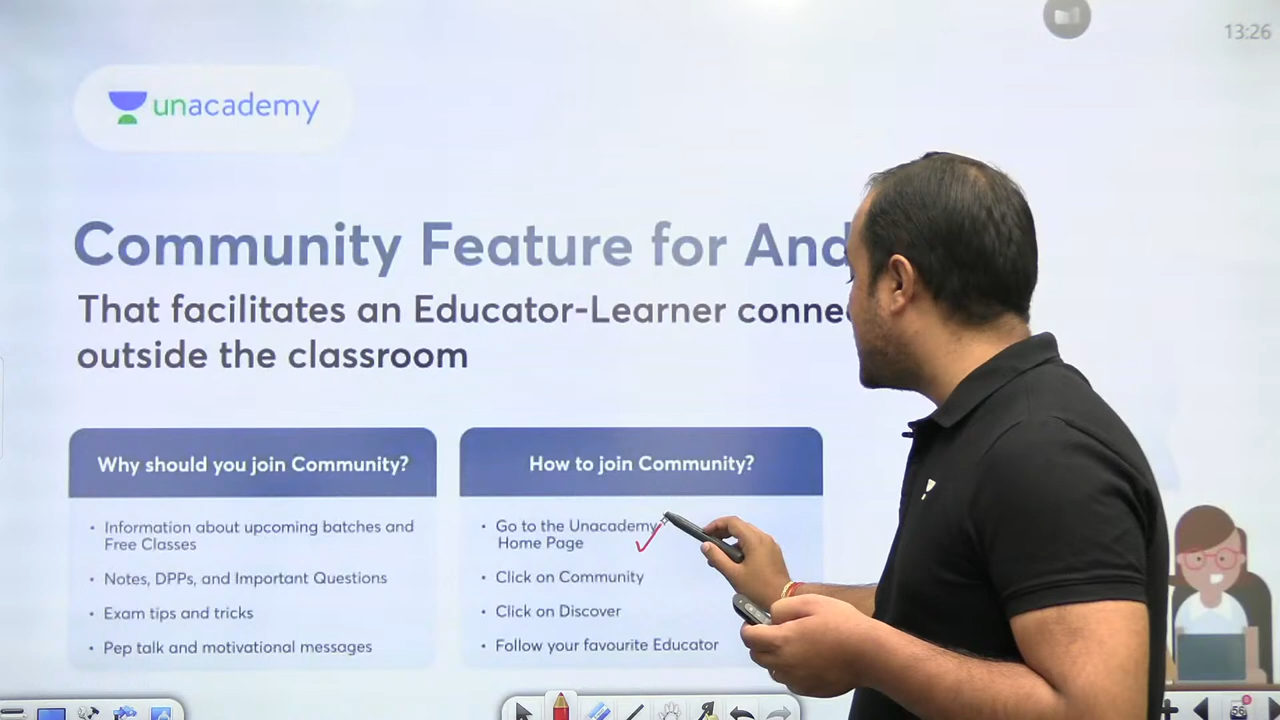 13:26
unacademy
Community Feature for And
That facilitates an Educator-Learner connec
outside the classroom
Why should you join Community?
• Information about upcoming batches and
Free Classes
• Notes, DPPs, and Important Questions
• Exam tips and tricks
• Pep talk and motivational messages
How to join Community?
• Go to the Unacademy
Home Page
• Click on Community
• Click on Discover
• Follow your favourite Educator